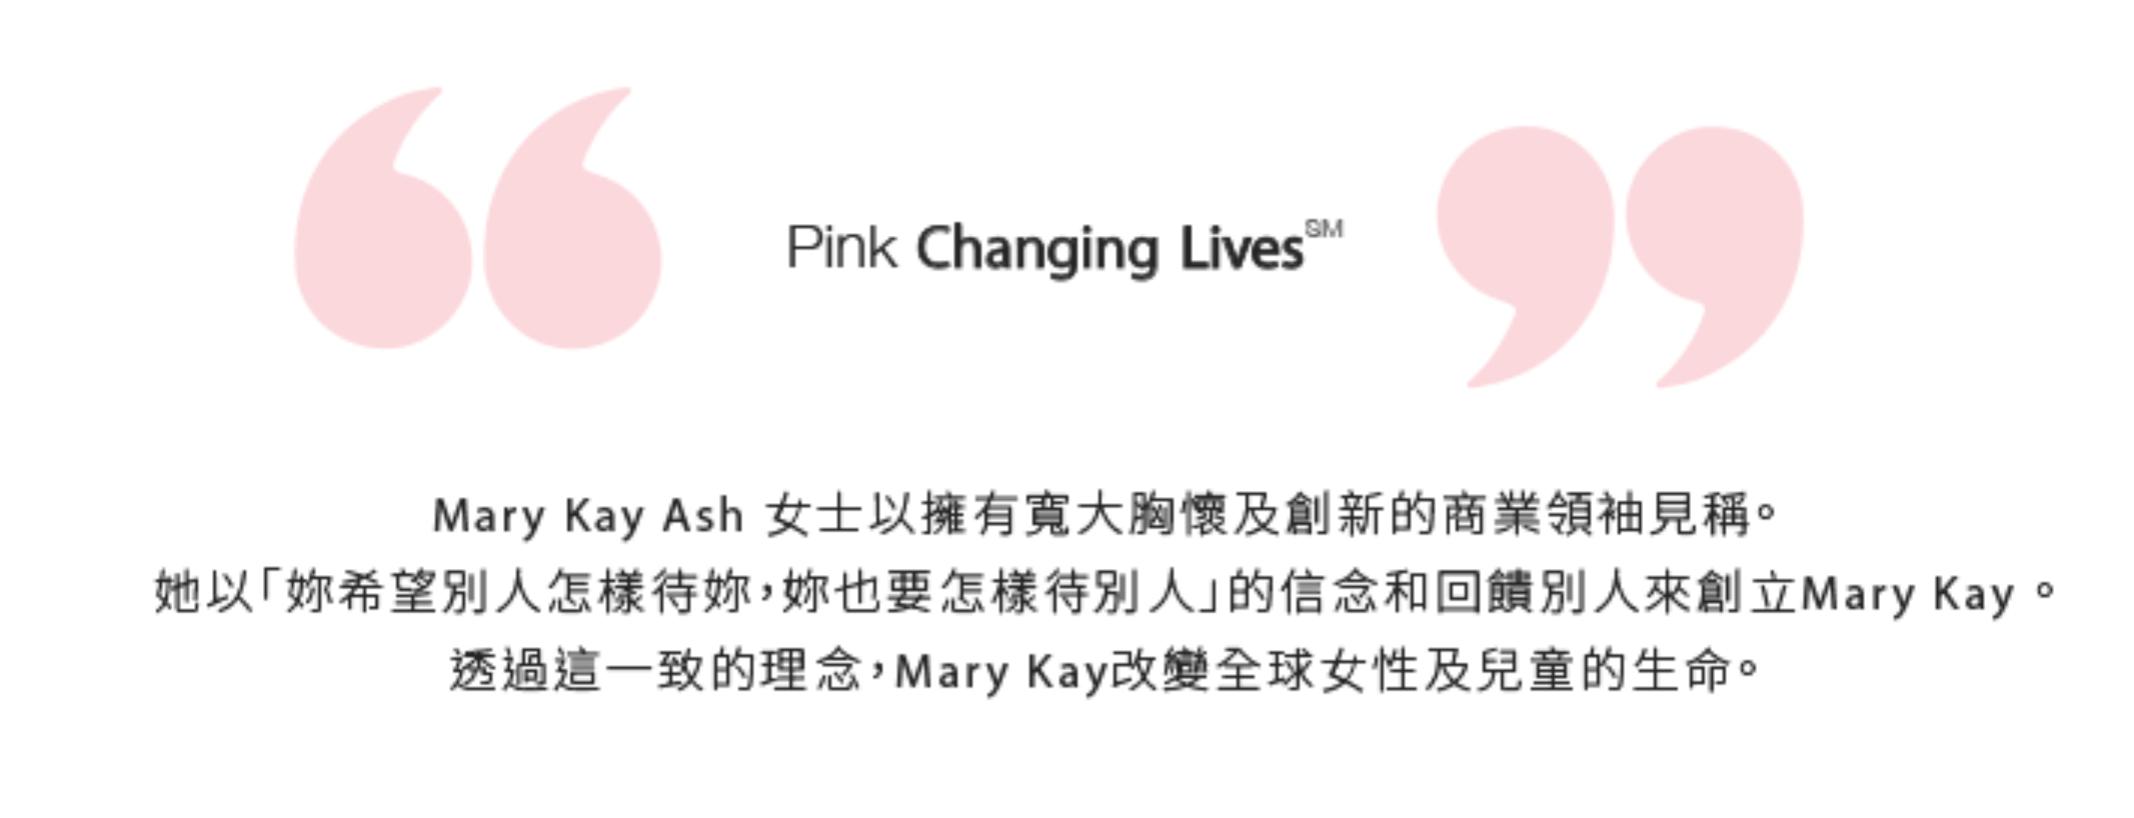 Pink Changing Lives℠
Mary Kay Ash 女士以擁有寬大胸懷及創新的商業領袖見稱。
她以「妳希望別人怎樣待妳,妳也要怎樣待別人」的信念和回饋別人來創立Mary Kay 。
透過這一致的理念,Mary Kay改變全球女性及兒童的生命。